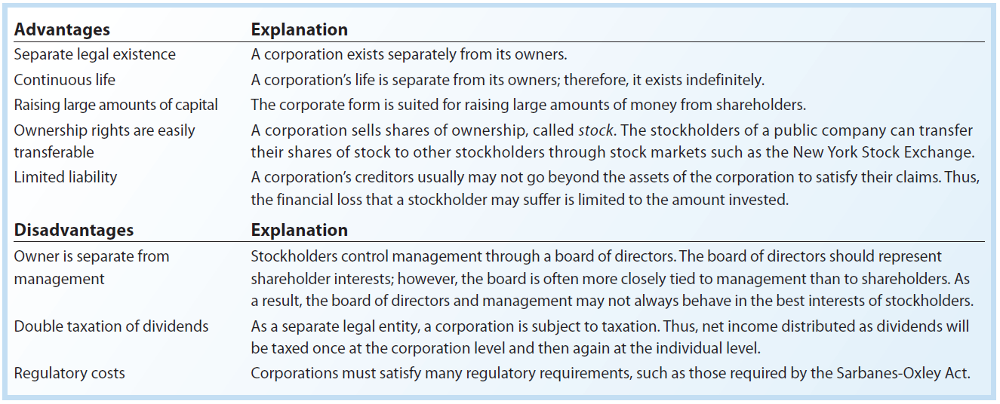 Advantages Explanation
Separate legal existence A corporation exists separately from its owners.
Continuous life A corporation’s life is separate from its owners; therefore, it exists indefinitely.
Raising large amounts of capital The corporate form is suited for raising large amounts of money from shareholders.
Ownership rights are easily A corporation sells shares of ownership, called stock. The stockholders of a public company can transfer
transferable their shares of stock to other stockholders through stock markets such as the New York Stock Exchange.
Limited liability A corporation’s creditors usually may not go beyond the assets of the corporation to satisfy their claims. Thus,
the financial loss that a stockholder may suffer is limited to the amount invested.
Disadvantages Explanation
Owner is separate from Stockholders control management through a board of directors. The board of directors should represent
management shareholder interests; however, the board is often more closely tied to management than to shareholders. As
a result, the board of directors and management may not always behave in the best interests of stockholders.
Double taxation of dividends As a separate legal entity, a corporation is subject to taxation. Thus, net income distributed as dividends will
be taxed once at the corporation level and then again at the individual level.
Regulatory costs Corporations must satisfy many regulatory requirements, such as those required by the Sarbanes-Oxley Act.